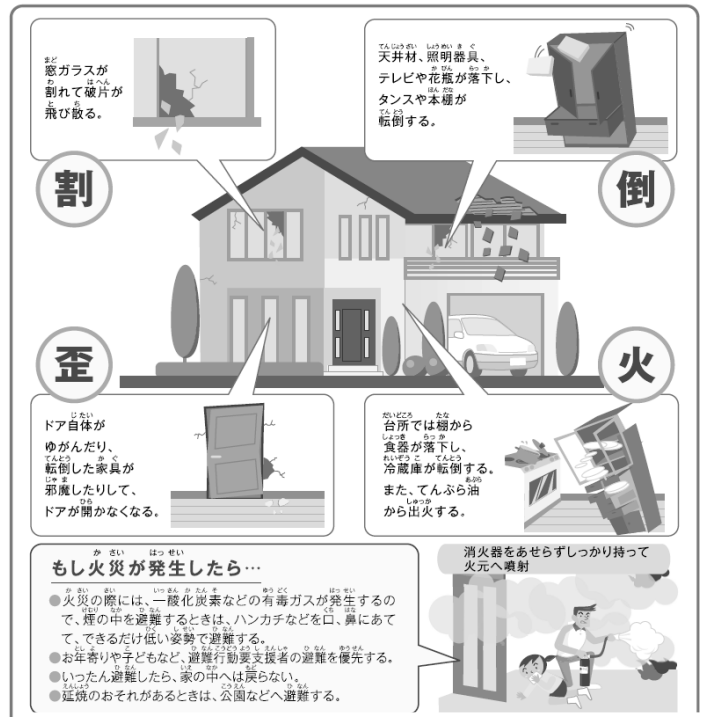 窓ガラスが
割れて破片が
飛び散る。
天井材、照明器具、
テレビや花瓶が落下し、
タンスや本棚が
転倒する。
割
倒
歪
火
ドア自体が
ゆがんだり、
転倒した家具が
邪魔したりして、
ドアが開かなくなる。
台所では棚から
食器が落下し、
冷蔵庫が転倒する。
また、てんぷら油
から出火する。
もし火災が発生したら…
●火災の際には、一酸化炭素などの有毒ガスが発生するの
で、煙の中を避難するときは、ハンカチなどを口、鼻にあて
て、できるだけ低い姿勢で避難する。
●お年寄りや子どもなど、避難行動要支援者の避難を優先する。
●いったん避難したら、家の中へは戻らない。
●延焼のおそれがあるときは、公園などへ避難する。
消火器をあせらずしっかり持って
火元へ噴射